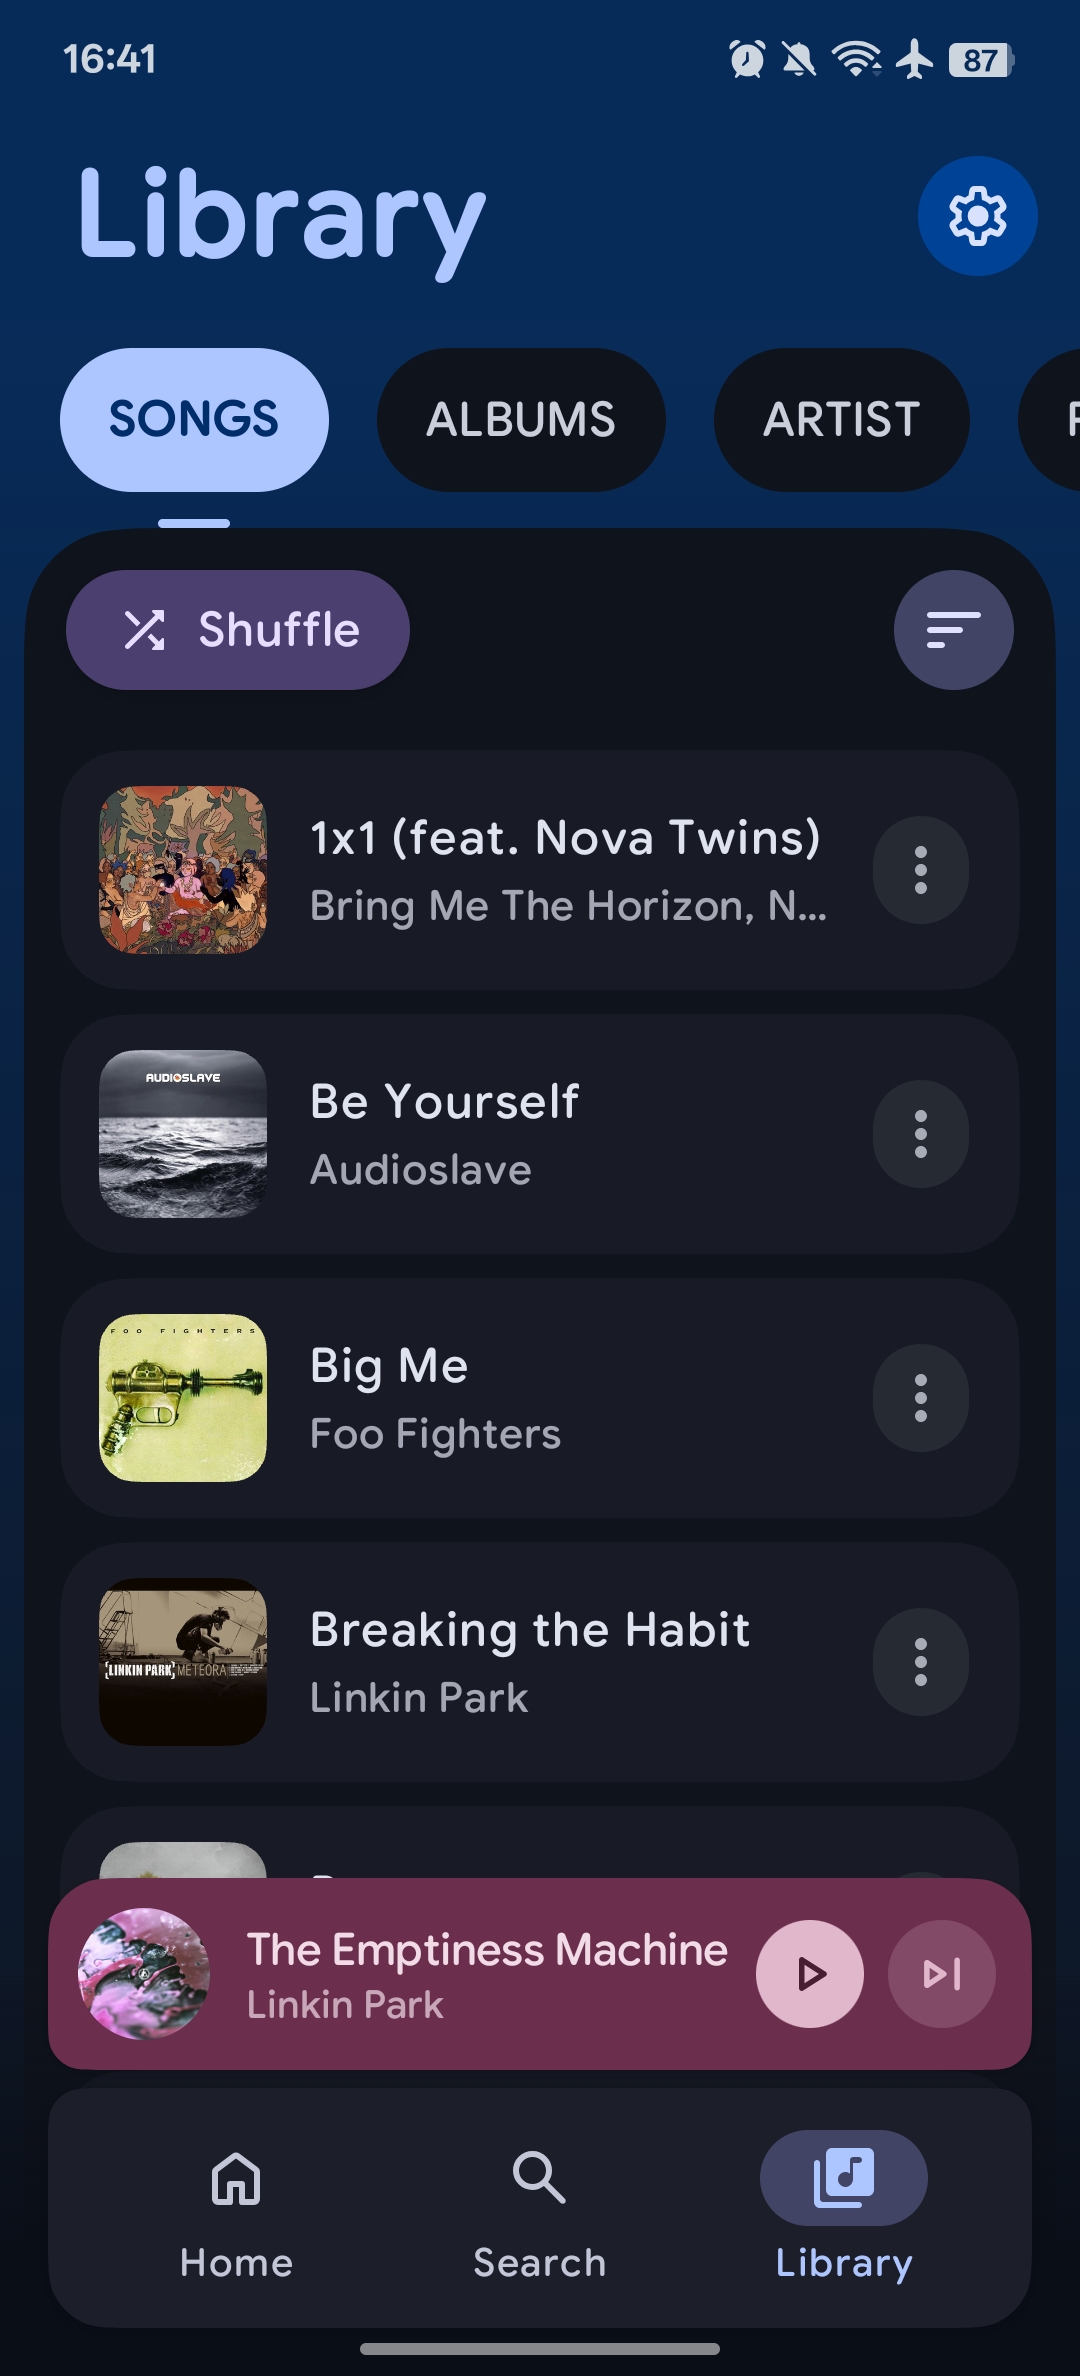 16:41
87
Library
SONGS
ALBUMS
ARTIST
Shuffle
1x1 (feat. Nova Twins)
Bring Me The Horizon, N...
AUDIOSLAVE
Be Yourself
Audioslave
FOO FIGHTERS
Big Me
Foo Fighters
[LINKIN PARK] METEORA
Breaking the Habit
Linkin Park
The Emptiness Machine
Linkin Park
Home
Search
Library